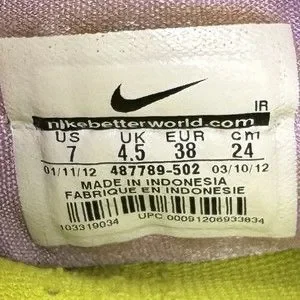 IR
nikebetterworld.com
US UK EUR cm
7 4.5 38 24
01/11/12 487789-502 03/10/12
MADE IN INDONESIA
FABRIQUE EN INDONESIE
103319034 UPC 00091206933834